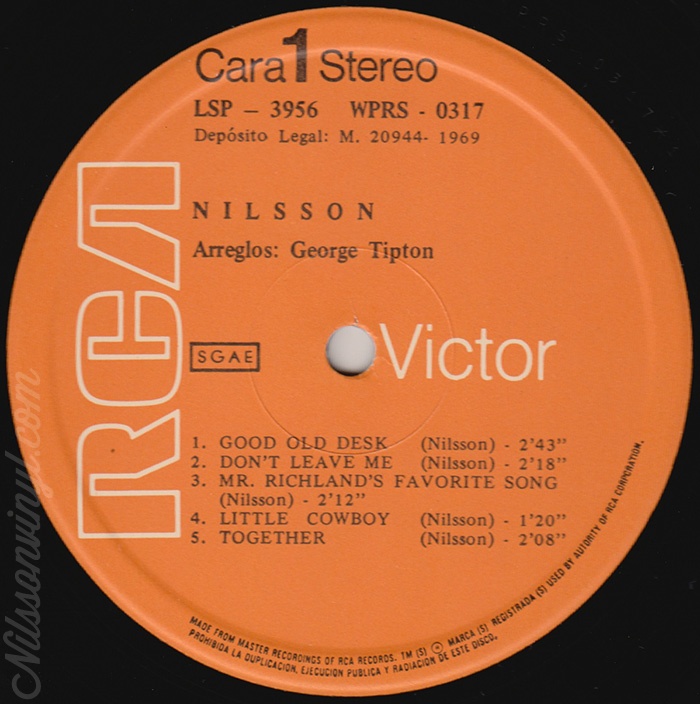 Cara 1 Stereo
LSP – 3956 WPRS - 0317
Depósito Legal: M. 20944- 1969
NILSSON
Arreglos: George Tipton
RCA
SGAE
Victor
1. GOOD OLD DESK (Nilsson) - 2'43"
2. DON'T LEAVE ME (Nilsson) - 2'18"
3. MR. RICHLAND'S FAVORITE SONG
(Nilsson) - 2'12"
4. LITTLE COWBOY (Nilsson) - 1'20"
5. TOGETHER (Nilsson) - 2'08"
MADE FROM MASTER RECORDINGS OF RCA RECORDS. TM (S) ⊙ MARCA (S) REGISTRADA (S) USED BY AUTORITY OF RCA CORPORATION.
PROHIBIDA LA DUPLICACION, EJECUCION PUBLICA Y RADIACION DE ESTE DISCO.
Nilssonvinyl.com